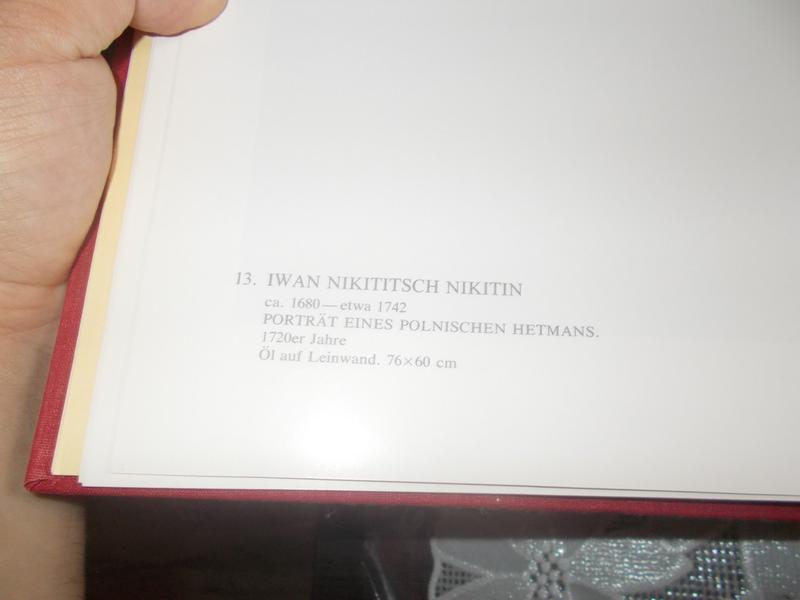 13. IWAN NIKITITSCH NIKITIN
ca. 1680—etwa 1742
PORTRÄT EINES POLNISCHEN HETMANS.
1720er Jahre
Öl auf Leinwand. 76×60 cm